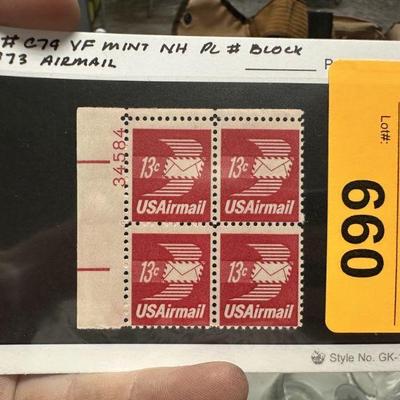 # C79 VF MINT NH PL # BLOCK
973 AIRMAIL
34584
13c
USAirmail
13c
USAirmail
13c
USAirmail
13c
USAirmail
Lot#:
660
Style No. GK-